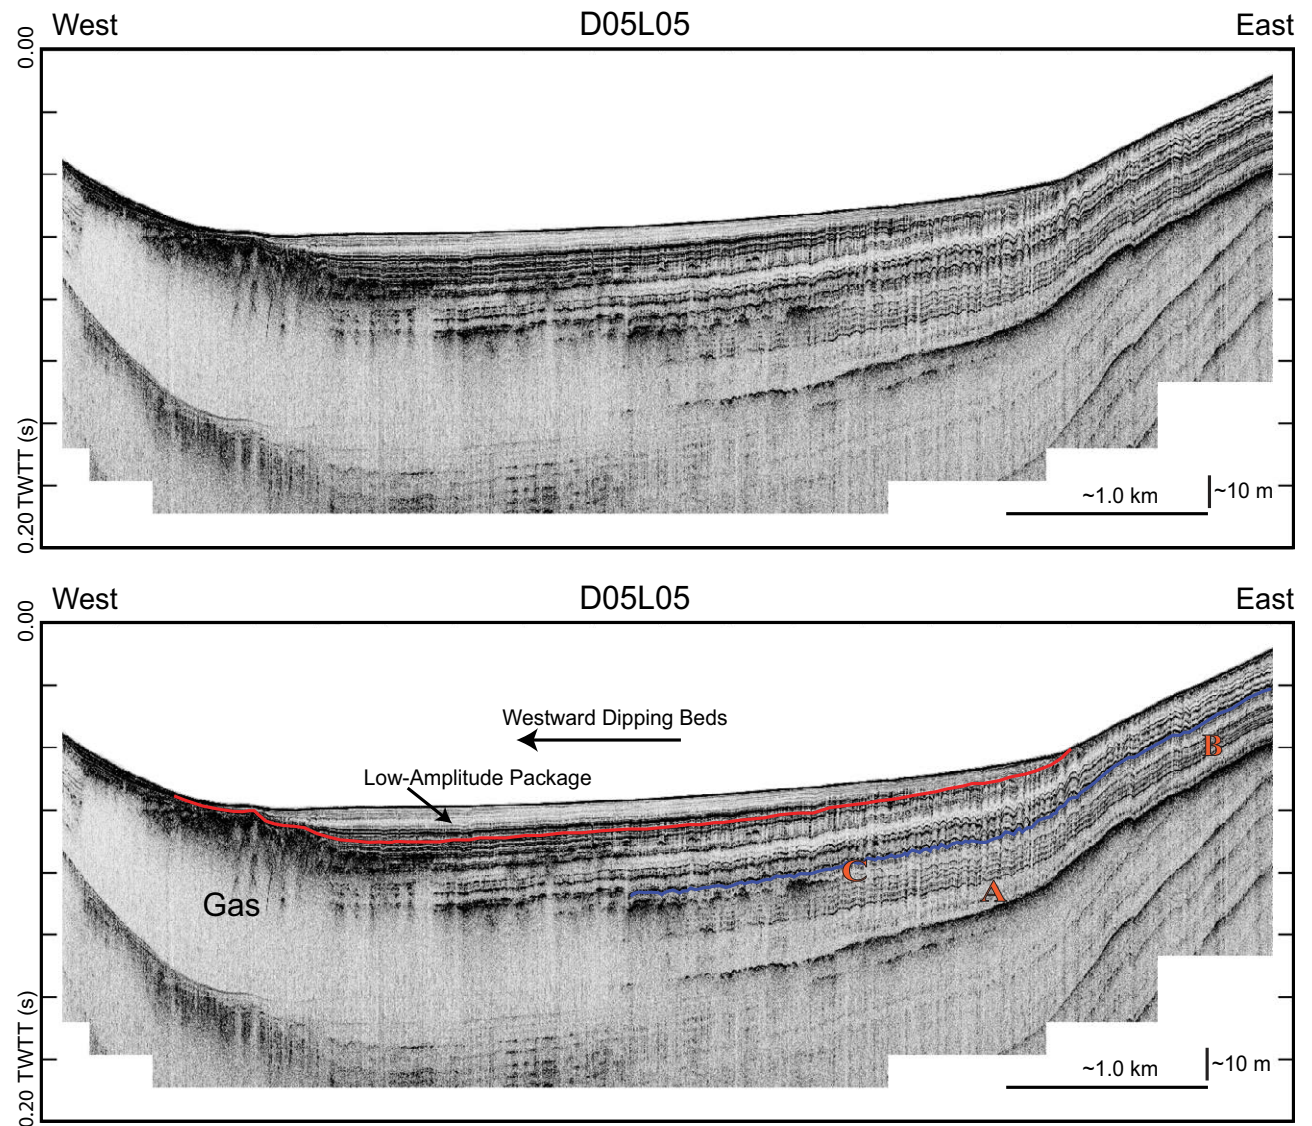 West D05L05 East
0.00
0.20 TWTT (s)
~1.0 km
~10 m
West D05L05 East
0.00
Westward Dipping Beds
Low-Amplitude Package
B
C
A
Gas
0.20 TWTT (s)
~1.0 km
~10 m